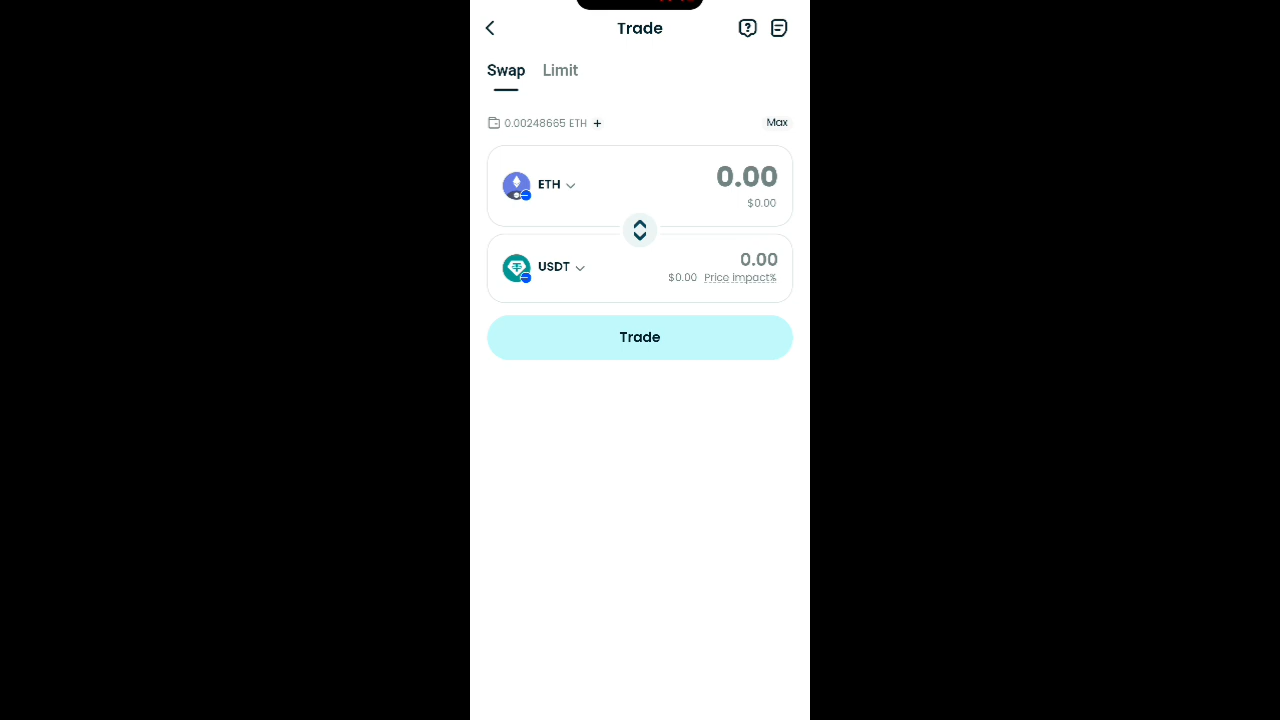 Trade
Swap Limit
0.00248665 ETH + Max
ETH 0.00
$0.00
USDT 0.00
$0.00 Price impact%
Trade